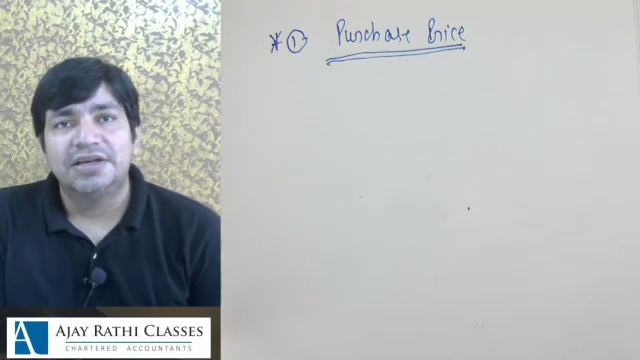 * ① Purchase Price
A
AJAY RATHI CLASSES
CHARTERED ACCOUNTANTS